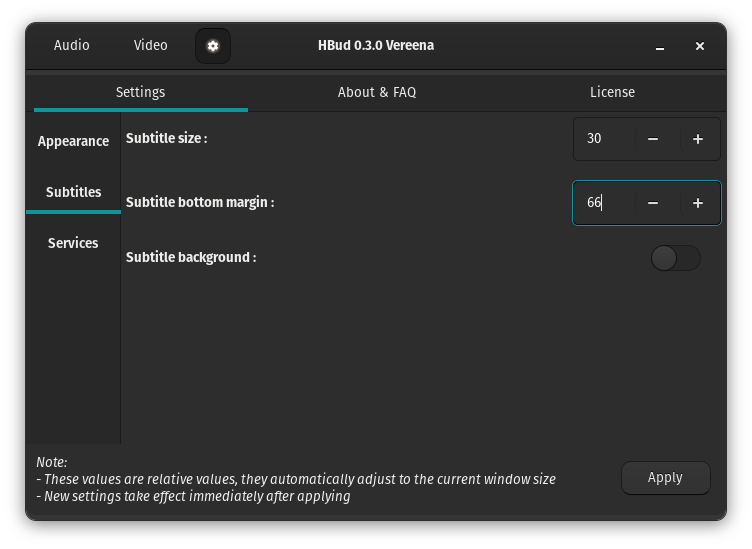 Audio Video HBud 0.3.0 Vereena
Settings About & FAQ License
Appearance
Subtitles
Services
Subtitle size : 30
Subtitle bottom margin : 66
Subtitle background :
Note:
- These values are relative values, they automatically adjust to the current window size
- New settings take effect immediately after applying
Apply